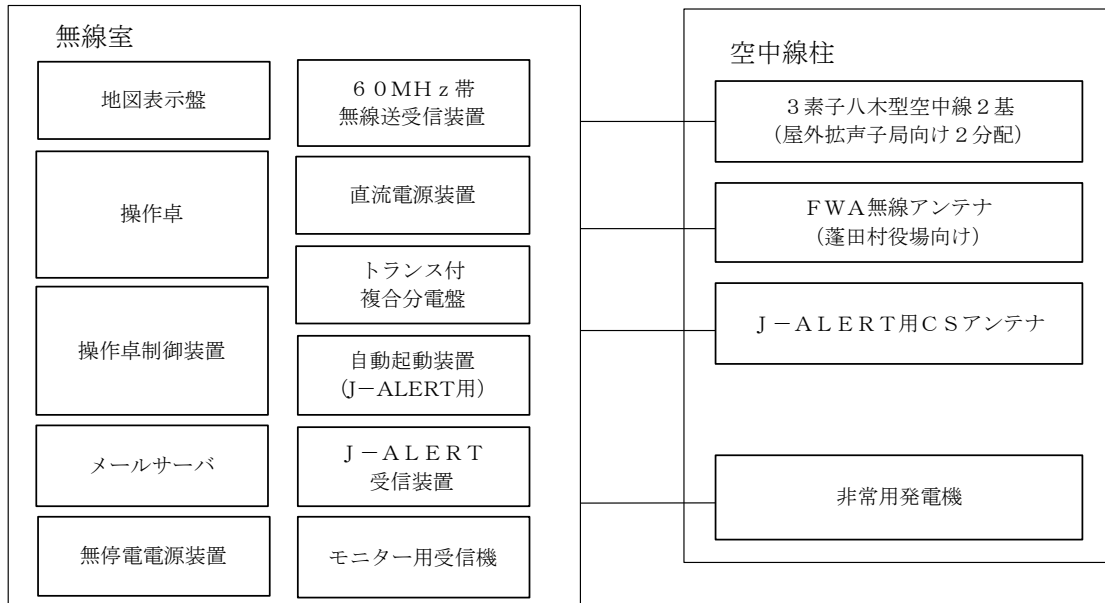 無線室
地図表示盤
操作卓
操作卓制御装置
メールサーバ
無停電電源装置
６０ＭＨｚ帯
無線送受信装置
直流電源装置
トランス付
複合分電盤
自動起動装置
（J－ALERT用）
Ｊ－ＡＬＥＲＴ
受信装置
モニター用受信機
空中線柱
３素子八木型空中線２基
（屋外拡声子局向け２分配）
ＦＷＡ無線アンテナ
（蓬田村役場向け）
Ｊ－ＡＬＥＲＴ用ＣＳアンテナ
非常用発電機